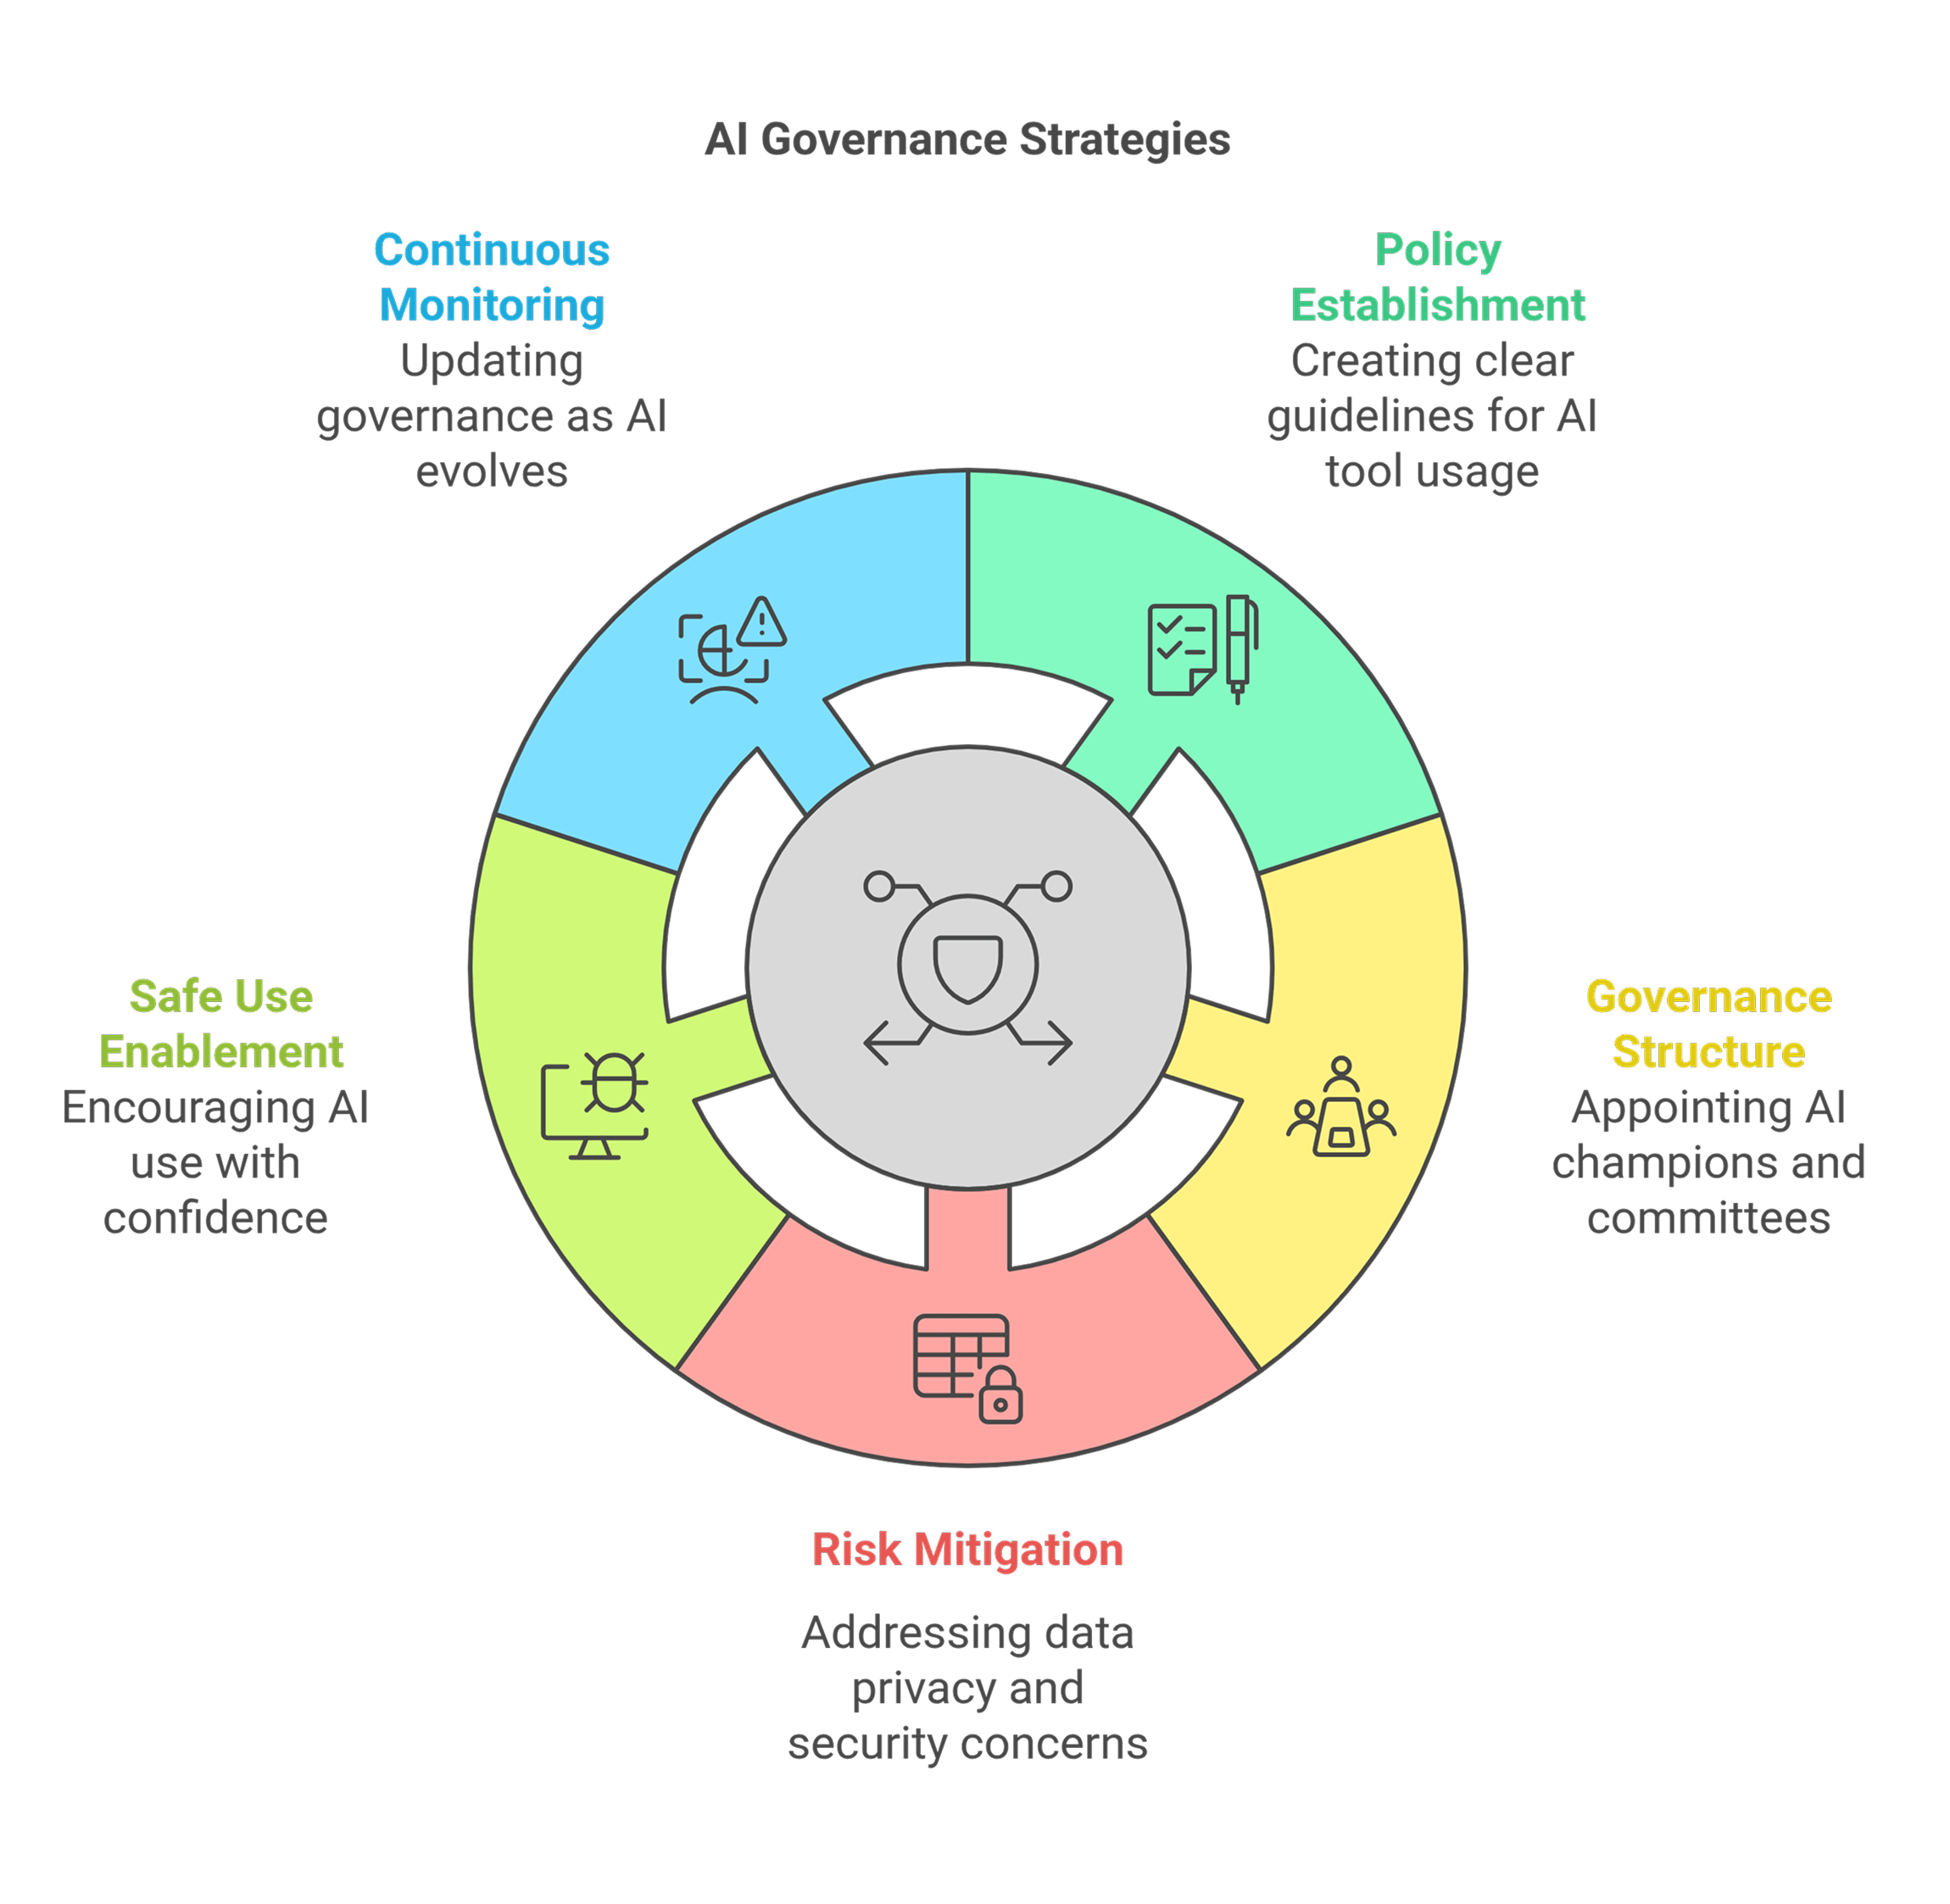 AI Governance Strategies
Continuous
Monitoring
Updating
governance as AI
evolves
Policy
Establishment
Creating clear
guidelines for AI
tool usage
Safe Use
Enablement
Encouraging AI
use with
confidence
Governance
Structure
Appointing AI
champions and
committees
Risk Mitigation
Addressing data
privacy and
security concerns